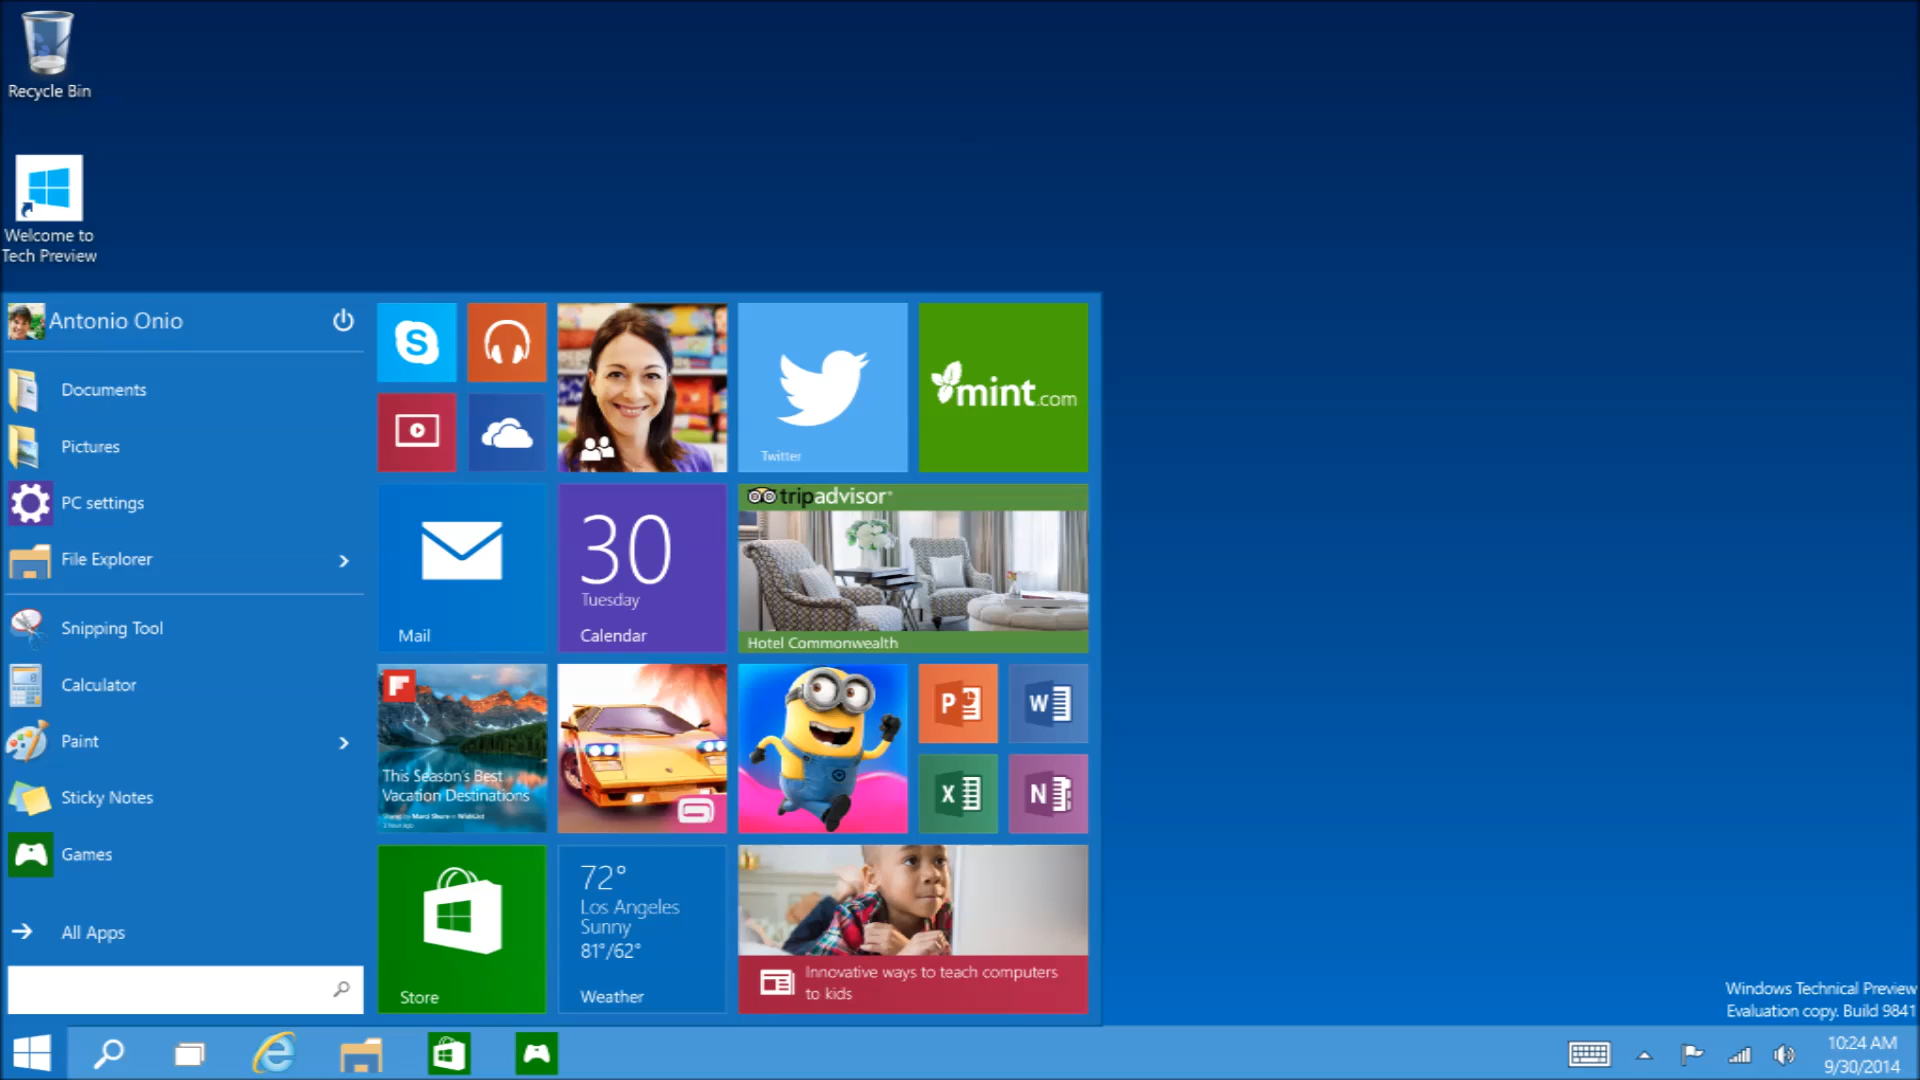 Recycle Bin
Welcome to
Tech Preview
Antonio Onio
Documents
Pictures
PC settings
File Explorer
Snipping Tool
Calculator
Paint
Sticky Notes
Games
All Apps
S
Twitter
mint.com
Mail
30
Tuesday
Calendar
tripadvisor®
Hotel Commonwealth
This Season's Best
Vacation Destinations
P
W
X
N
Store
72°
Los Angeles
Sunny
81°/62°
Weather
Innovative ways to teach computers
to kids
Windows Technical Preview
Evaluation copy. Build 9841
10:24 AM
9/30/2014